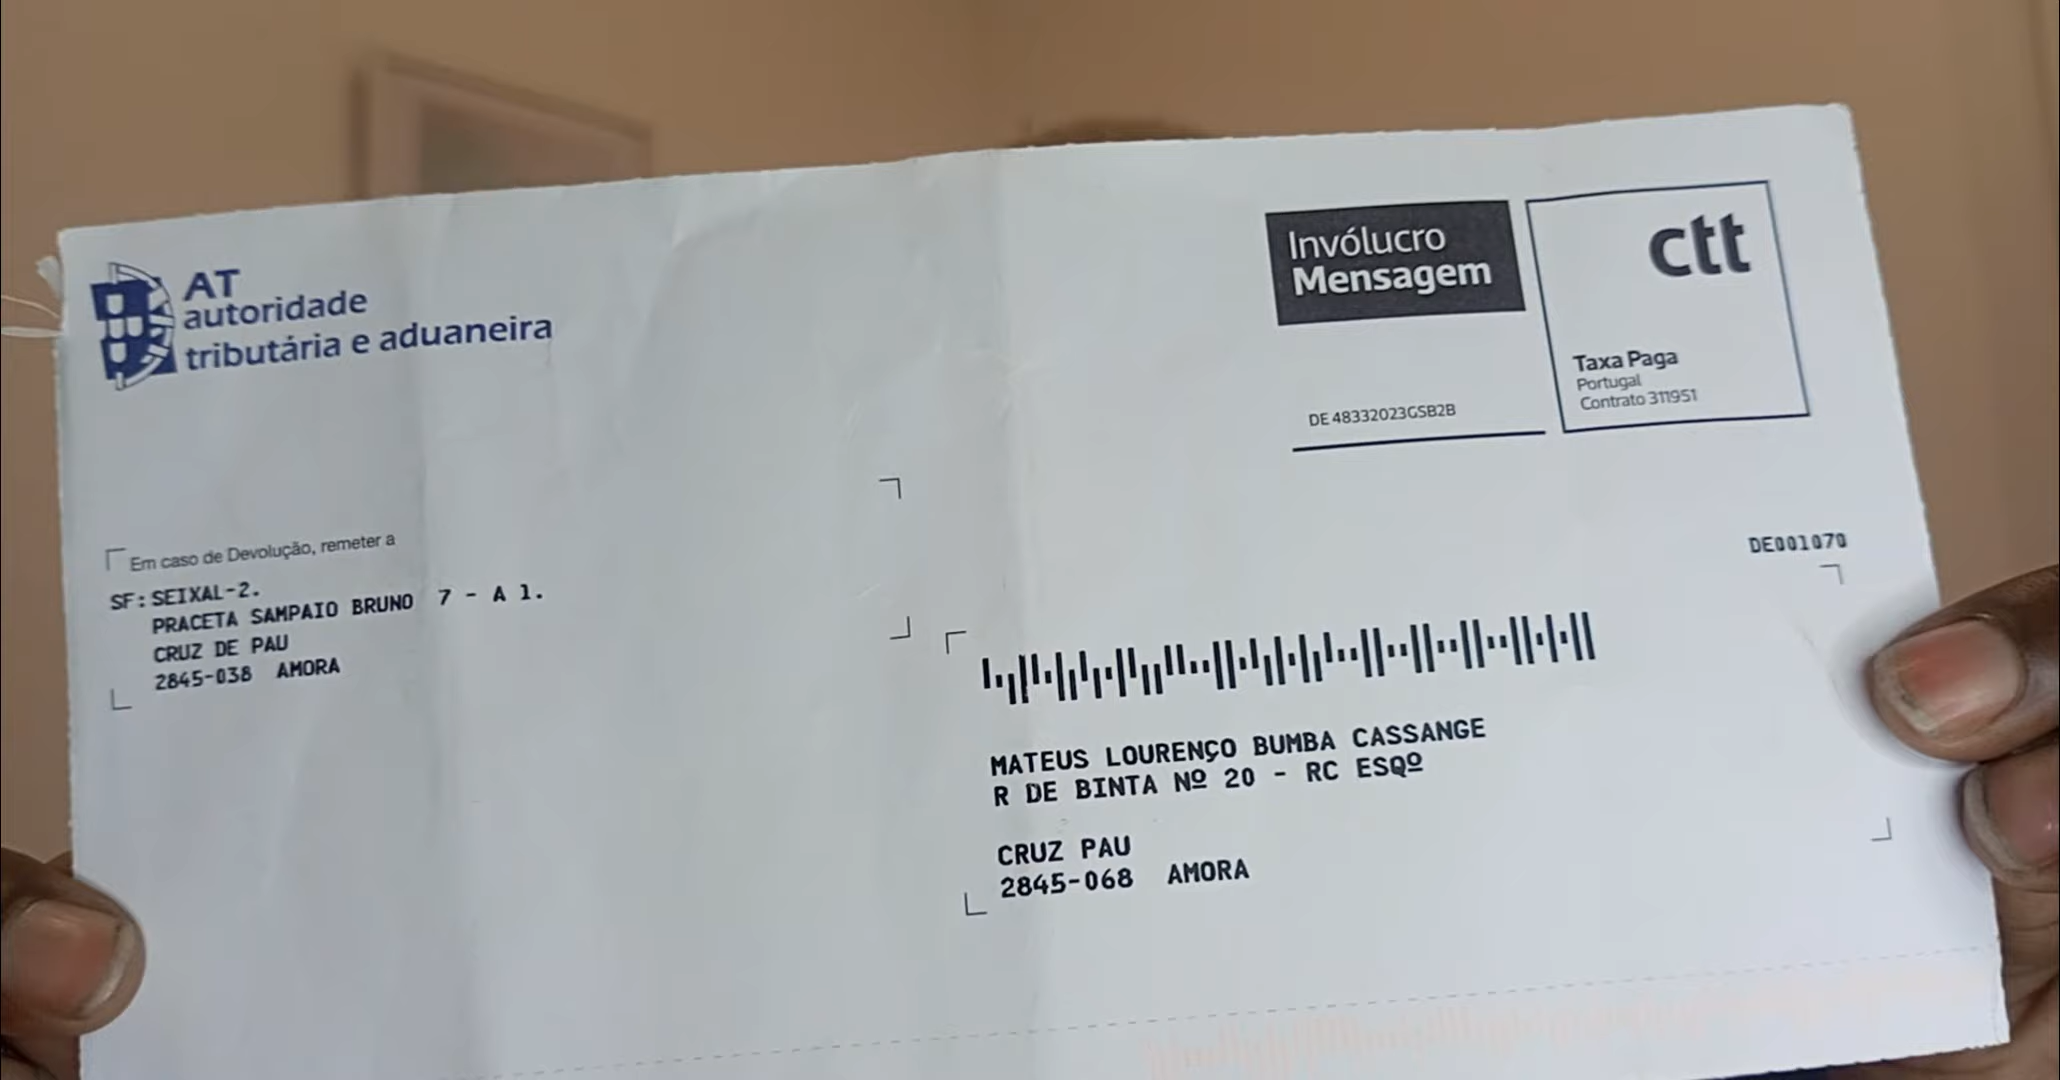 AT
autoridade
tributária e aduaneira
Invólucro
Mensagem
ctt
Taxa Paga
Portugal
Contrato 311951
DE 48332023GSB2B
Em caso de Devolução, remeter a
SF: SEIXAL-2.
PRACETA SAMPAIO BRUNO 7 - A 1.
CRUZ DE PAU
2845-038 AMORA
DE001070
MATEUS LOURENÇO BUMBA CASSANGE
R DE BINTA Nº 20 - RC ESQº
CRUZ PAU
2845-068 AMORA